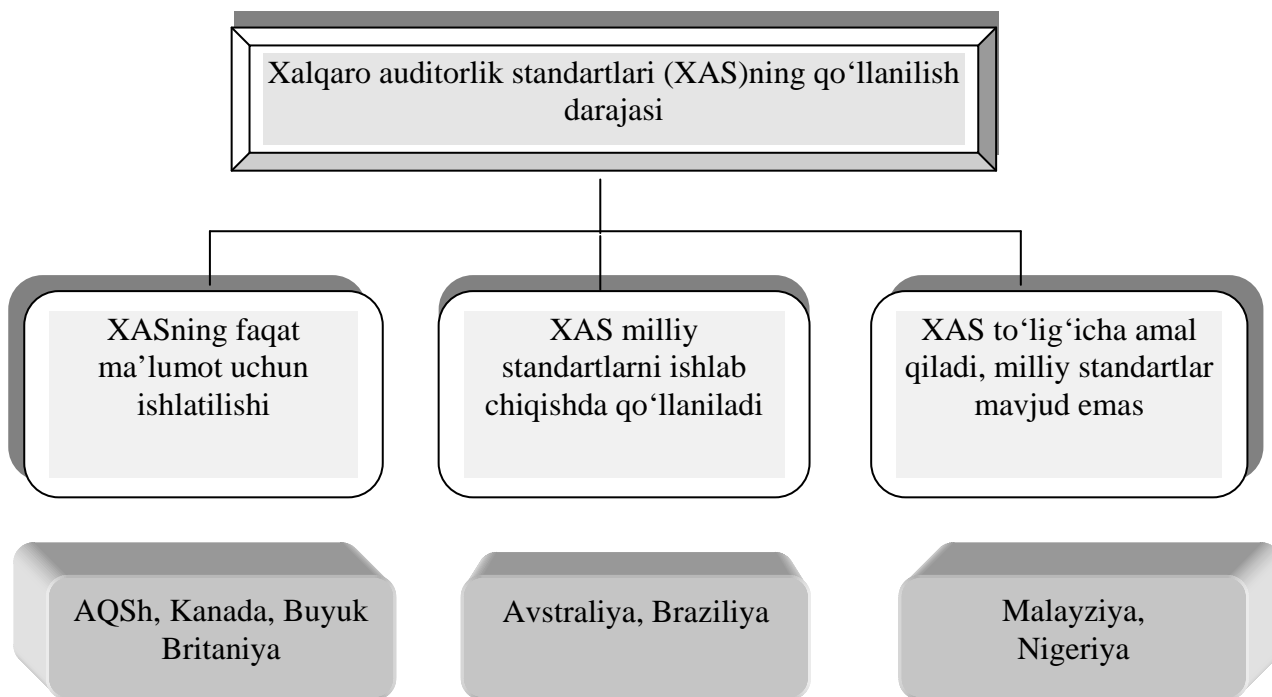 Xalqaro auditorlik standartlari (XAS)ning qo‘llanilish
darajasi
XASning faqat
ma’lumot uchun
ishlatilishi
XAS milliy
standartlarni ishlab
chiqishda qo‘llaniladi
XAS to‘lig‘icha amal
qiladi, milliy standartlar
mavjud emas
AQSh, Kanada, Buyuk
Britaniya
Avstraliya, Braziliya
Malayziya,
Nigeriya